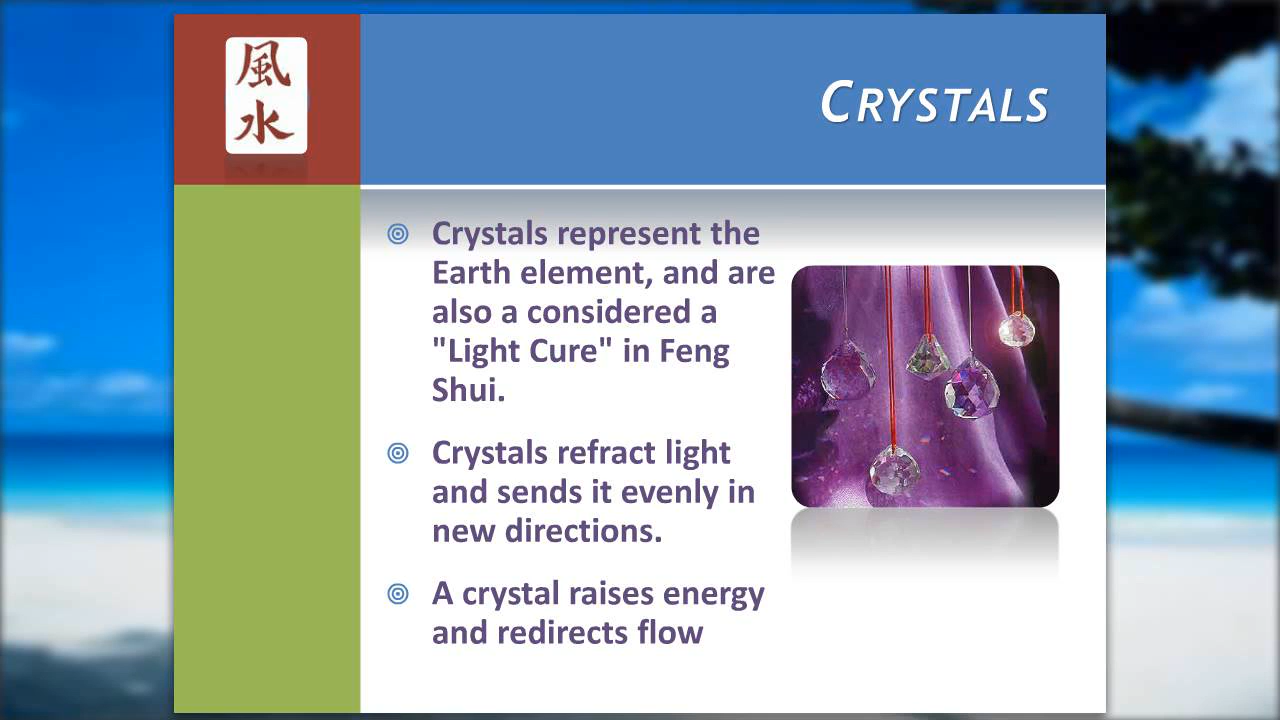 風
水
CRYSTALS
Crystals represent the
Earth element, and are
also a considered a
"Light Cure" in Feng
Shui.
Crystals refract light
and sends it evenly in
new directions.
A crystal raises energy
and redirects flow